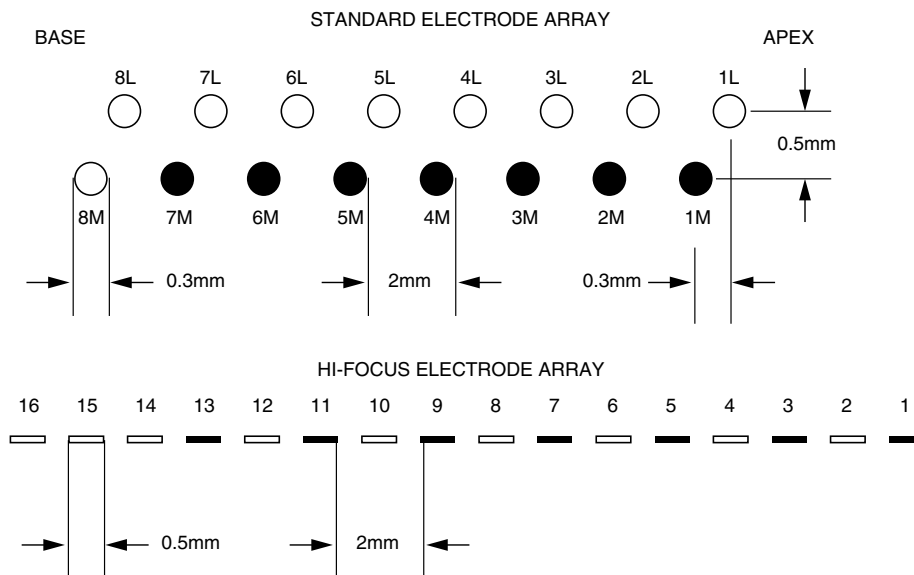 STANDARD ELECTRODE ARRAY
BASE APEX
8L 7L 6L 5L 4L 3L 2L 1L
0.5mm
8M 7M 6M 5M 4M 3M 2M 1M
0.3mm 2mm 0.3mm
HI-FOCUS ELECTRODE ARRAY
16 15 14 13 12 11 10 9 8 7 6 5 4 3 2 1
0.5mm 2mm